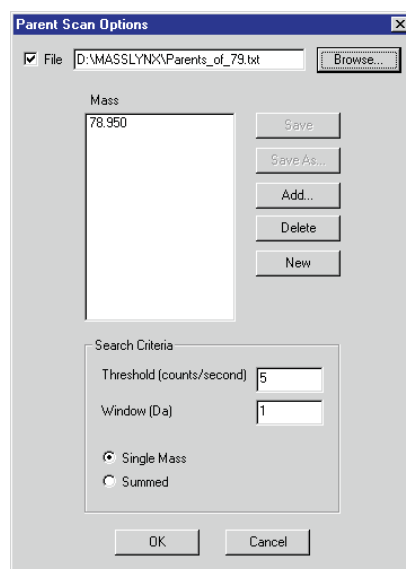 Parent Scan Options
File D:\MASSLYNX\Parents_of_79.txt Browse...
Mass
78.950
Save
Save As...
Add...
Delete
New
Search Criteria
Threshold (counts/second) 5
Window (Da) 1
Single Mass
Summed
OK Cancel